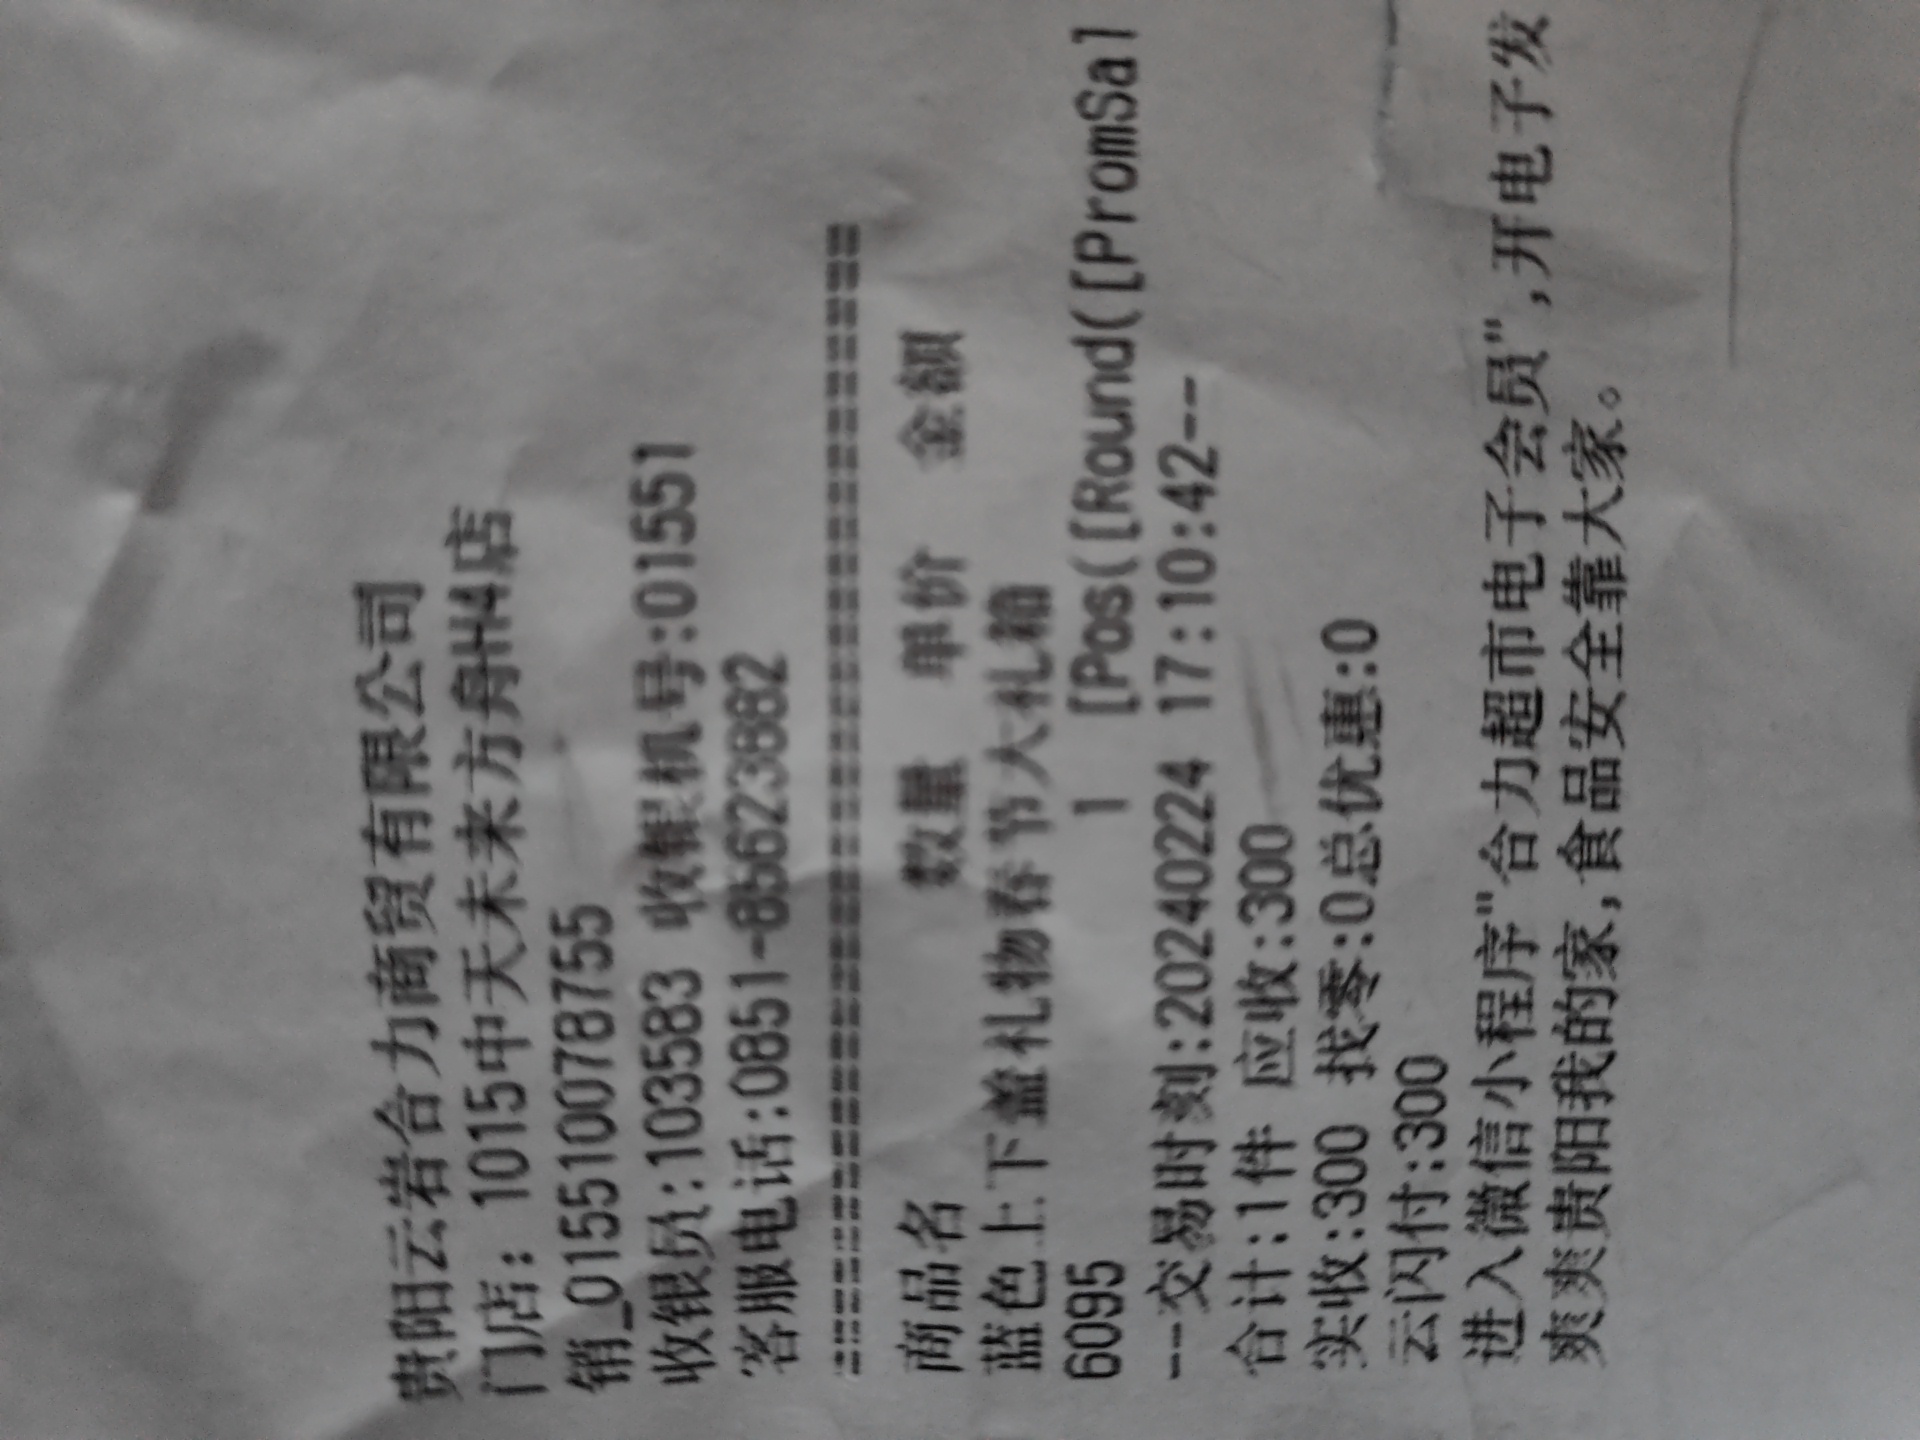 贵阳云岩合力商贸有限公司
门店: 1015中天未来方舟H4店
销_0155100787​55
收银员:103583 收银机号:01551
客服电话:0851-85623882
商品名 数量 单价 金额
蓝色上下盖礼物春节大礼箱
6095 1 [Pos([Round([PromSal
--交易时刻:20240224 17:10:42--
合计:1件 应收:300
实收:300 找零:0总优惠:0
云闪付:300
进入微信小程序"合力超市电子会员",开电子发
爽爽贵阳我的家,食品安全靠大家。